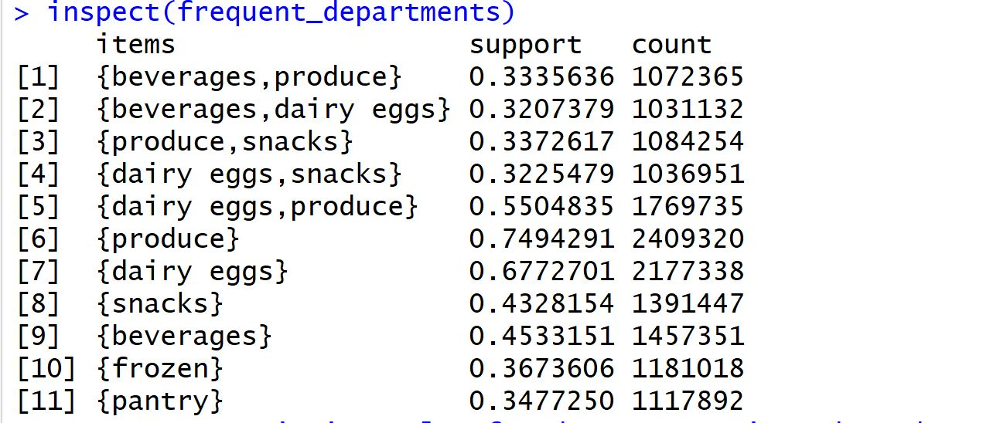 > inspect(frequent_departments)
     items                    support   count
[1]  {beverages,produce}      0.3335636 1072365
[2]  {beverages,dairy eggs}   0.3207379 1031132
[3]  {produce,snacks}         0.3372617 1084254
[4]  {dairy eggs,snacks}      0.3225479 1036951
[5]  {dairy eggs,produce}     0.5504835 1769735
[6]  {produce}                0.7494291 2409320
[7]  {dairy eggs}             0.6772701 2177338
[8]  {snacks}                 0.4328154 1391447
[9]  {beverages}              0.4533151 1457351
[10] {frozen}                 0.3673606 1181018
[11] {pantry}                 0.3477250 1117892